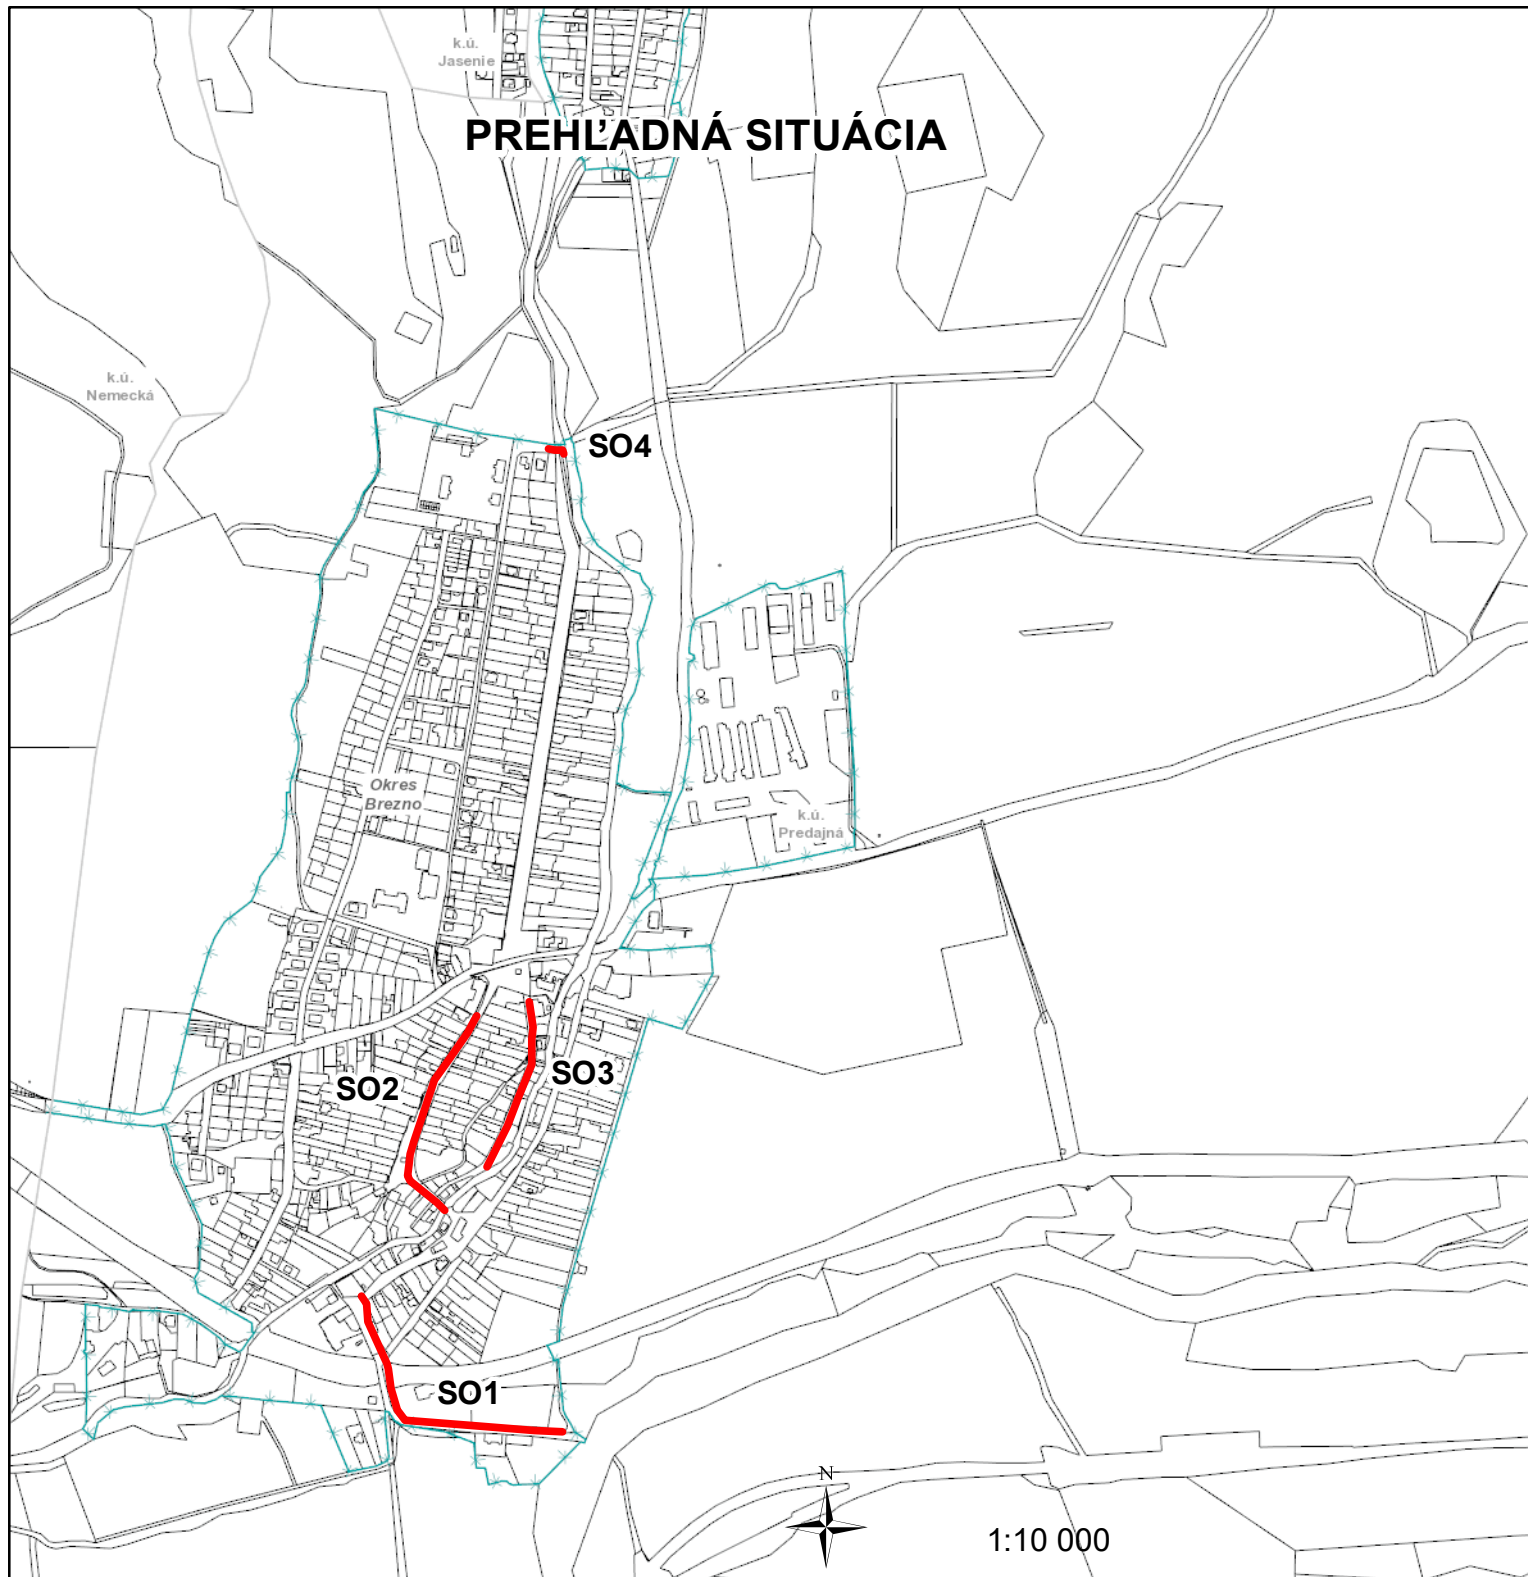 k.ú.
Jasenie
PREHĽADNÁ SITUÁCIA
k.ú.
Nemecká
SO4
Okres
Brezno
k.ú.
Predajná
SO2
SO3
SO1
N
1:10 000